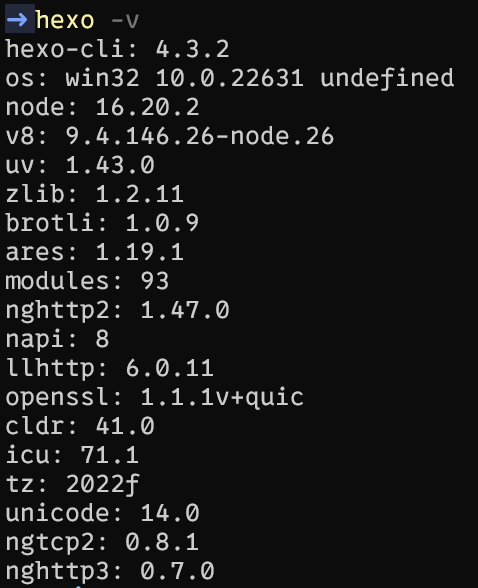 ➜ hexo -v
hexo-cli: 4.3.2
os: win32 10.0.22631 undefined
node: 16.20.2
v8: 9.4.146.26-node.26
uv: 1.43.0
zlib: 1.2.11
brotli: 1.0.9
ares: 1.19.1
modules: 93
nghttp2: 1.47.0
napi: 8
llhttp: 6.0.11
openssl: 1.1.1v+quic
cldr: 41.0
icu: 71.1
tz: 2022f
unicode: 14.0
ngtcp2: 0.8.1
nghttp3: 0.7.0